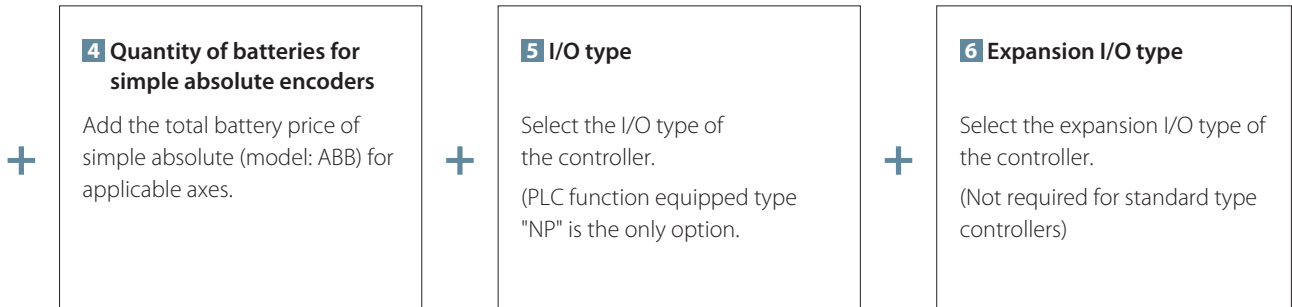 +
4 Quantity of batteries for
simple absolute encoders
Add the total battery price of
simple absolute (model: ABB) for
applicable axes.
+
5 I/O type
Select the I/O type of
the controller.
(PLC function equipped type
"NP" is the only option.
+
6 Expansion I/O type
Select the expansion I/O type of
the controller.
(Not required for standard type
controllers)